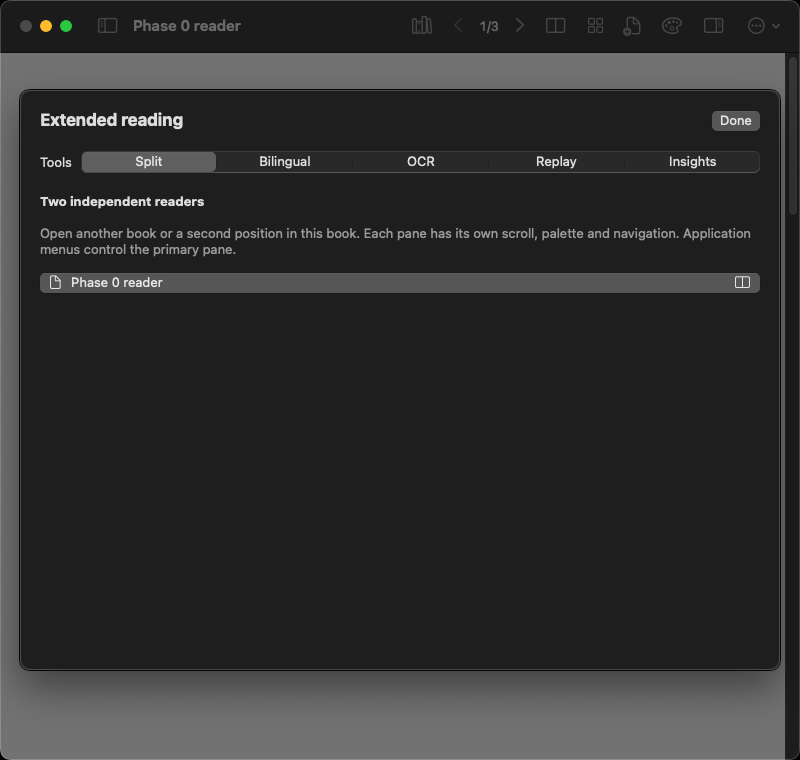 Phase 0 reader
1/3
Extended reading
Done
Tools
Split
Bilingual
OCR
Replay
Insights
Two independent readers
Open another book or a second position in this book. Each pane has its own scroll, palette and navigation. Application
menus control the primary pane.
Phase 0 reader